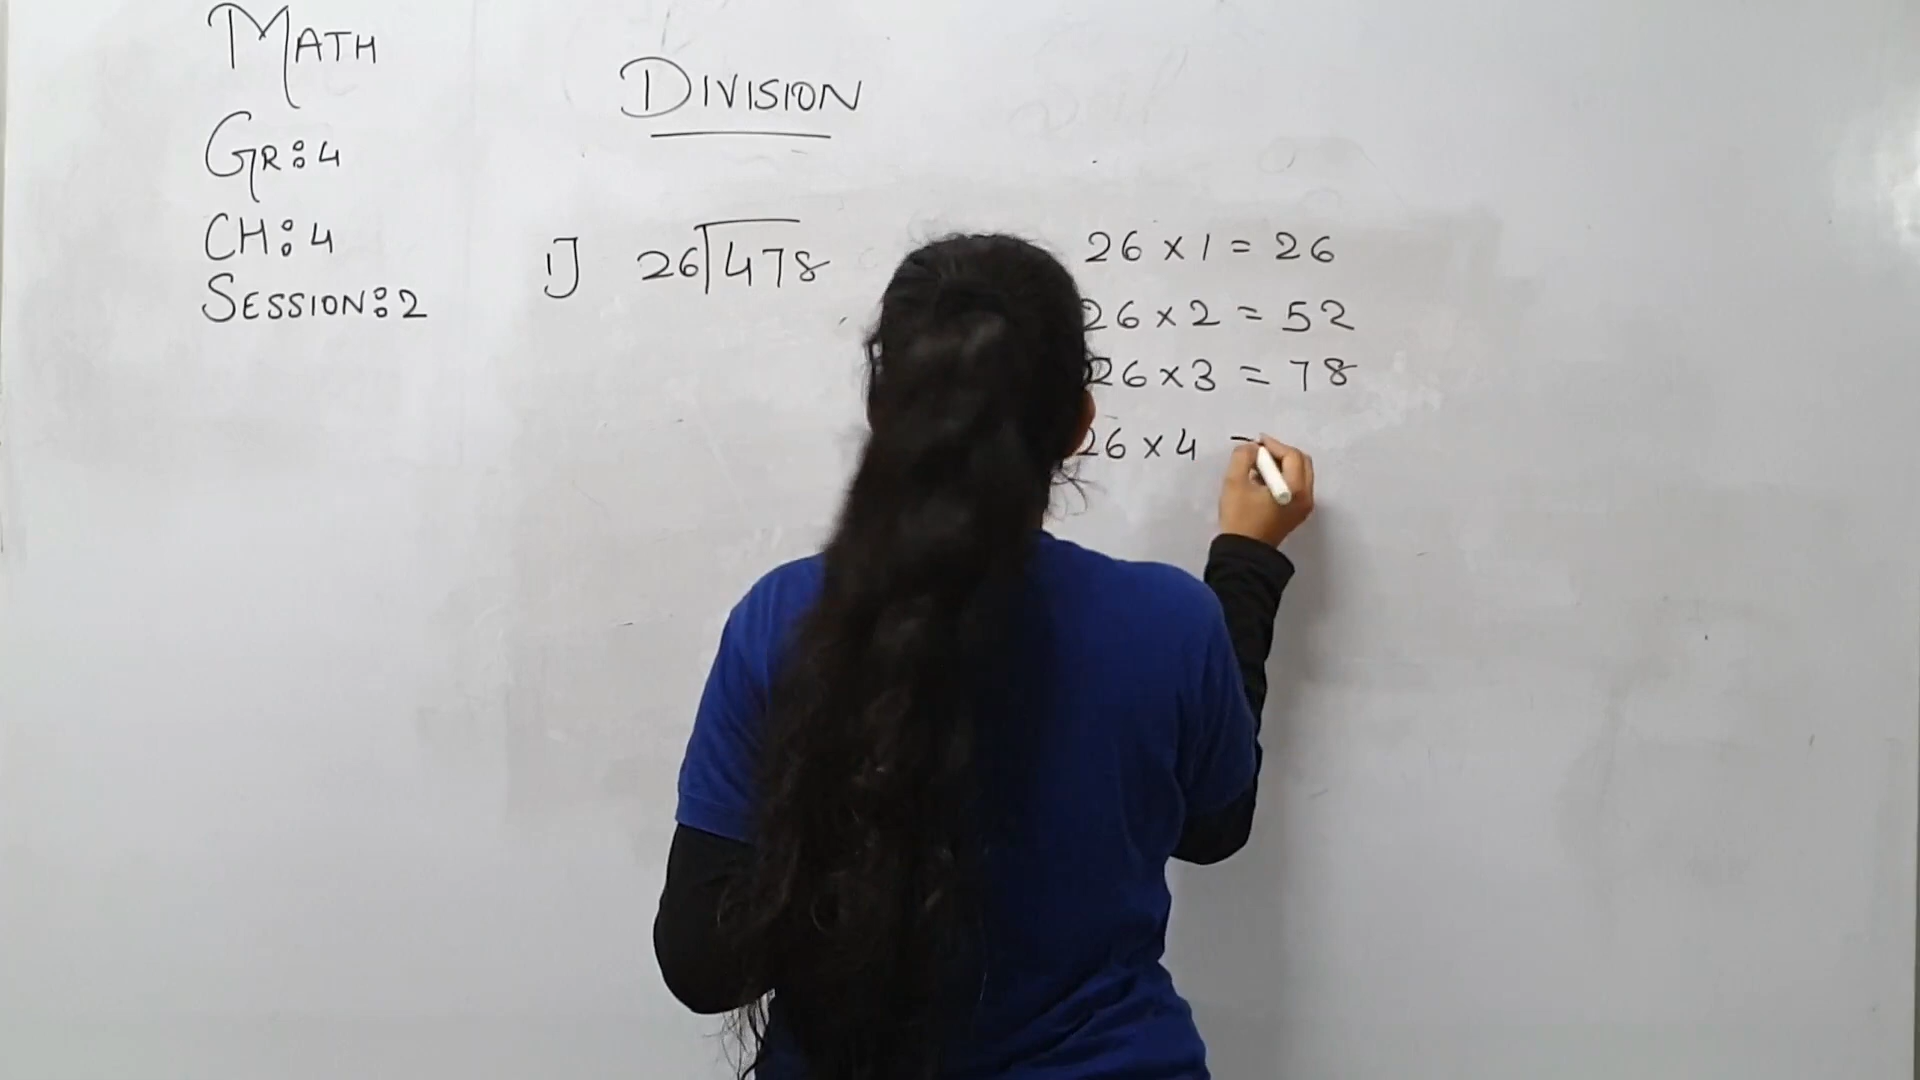 MATH
GR: 4
CH: 4
SESSION: 2
DIVISION
1) 26)478
26 x 1 = 26
26 x 2 = 52
26 x 3 = 78
26 x 4 =